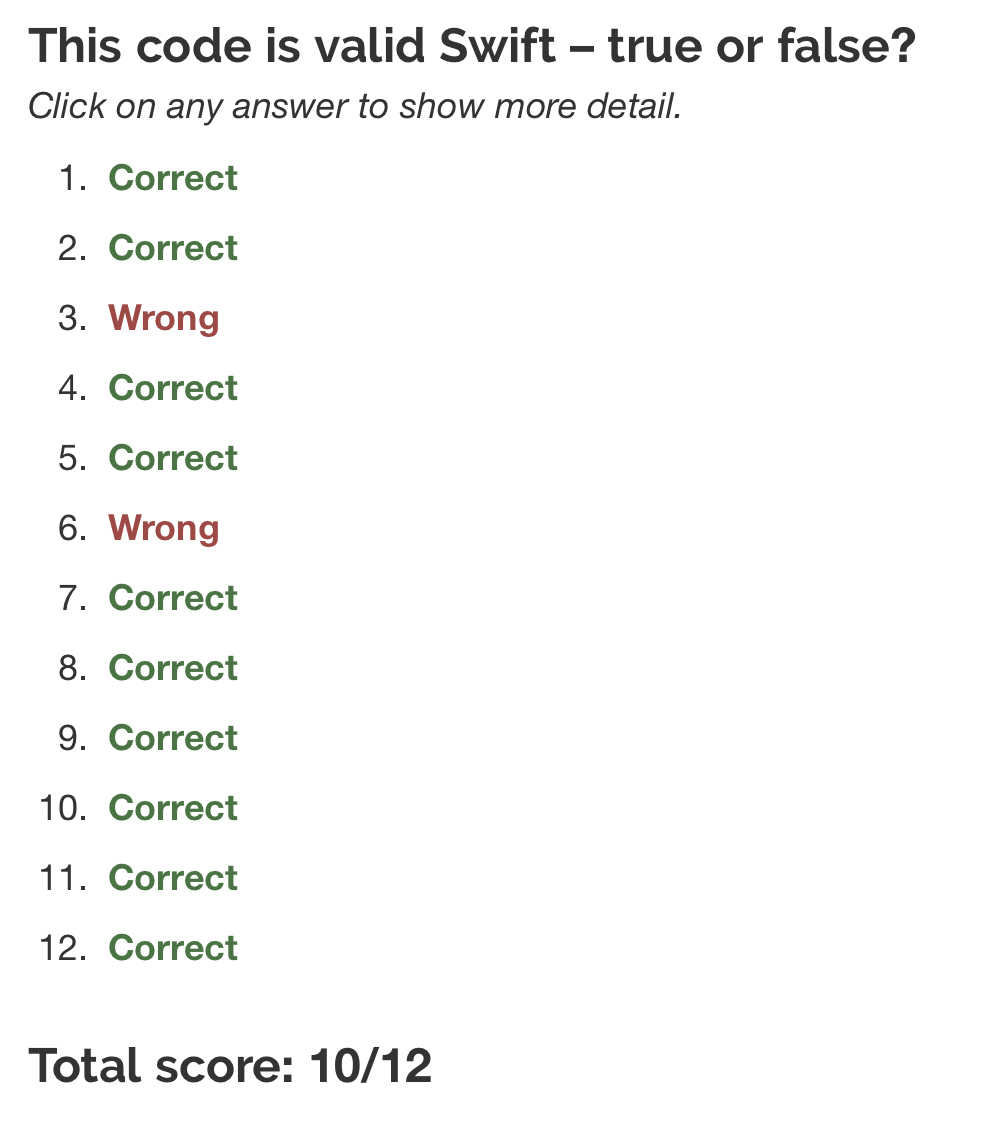 This code is valid Swift – true or false?
Click on any answer to show more detail.
1. Correct
2. Correct
3. Wrong
4. Correct
5. Correct
6. Wrong
7. Correct
8. Correct
9. Correct
10. Correct
11. Correct
12. Correct
Total score: 10/12